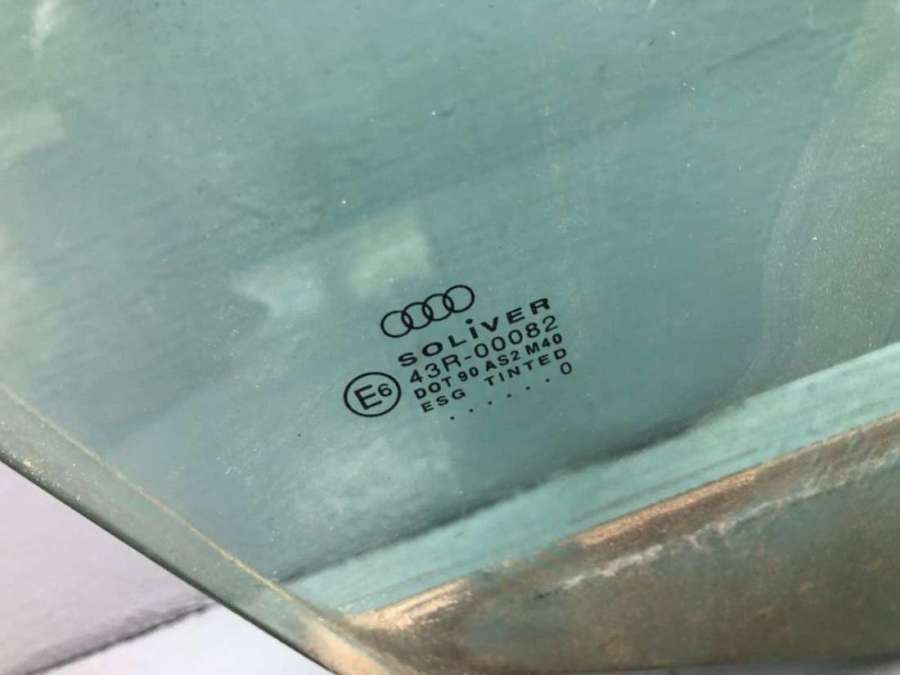 SOLiVER
E6
43R-00082
DOT 90 AS2 M40
ESG TINTED
. . . . . . 0